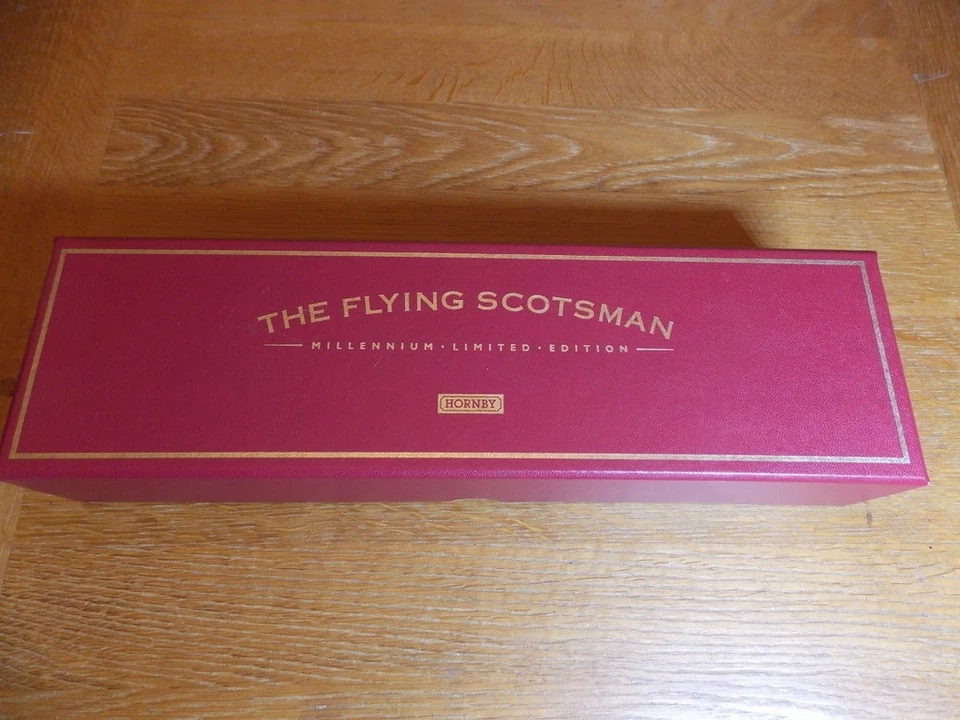 THE FLYING SCOTSMAN
MILLENNIUM · LIMITED · EDITION
HORNBY